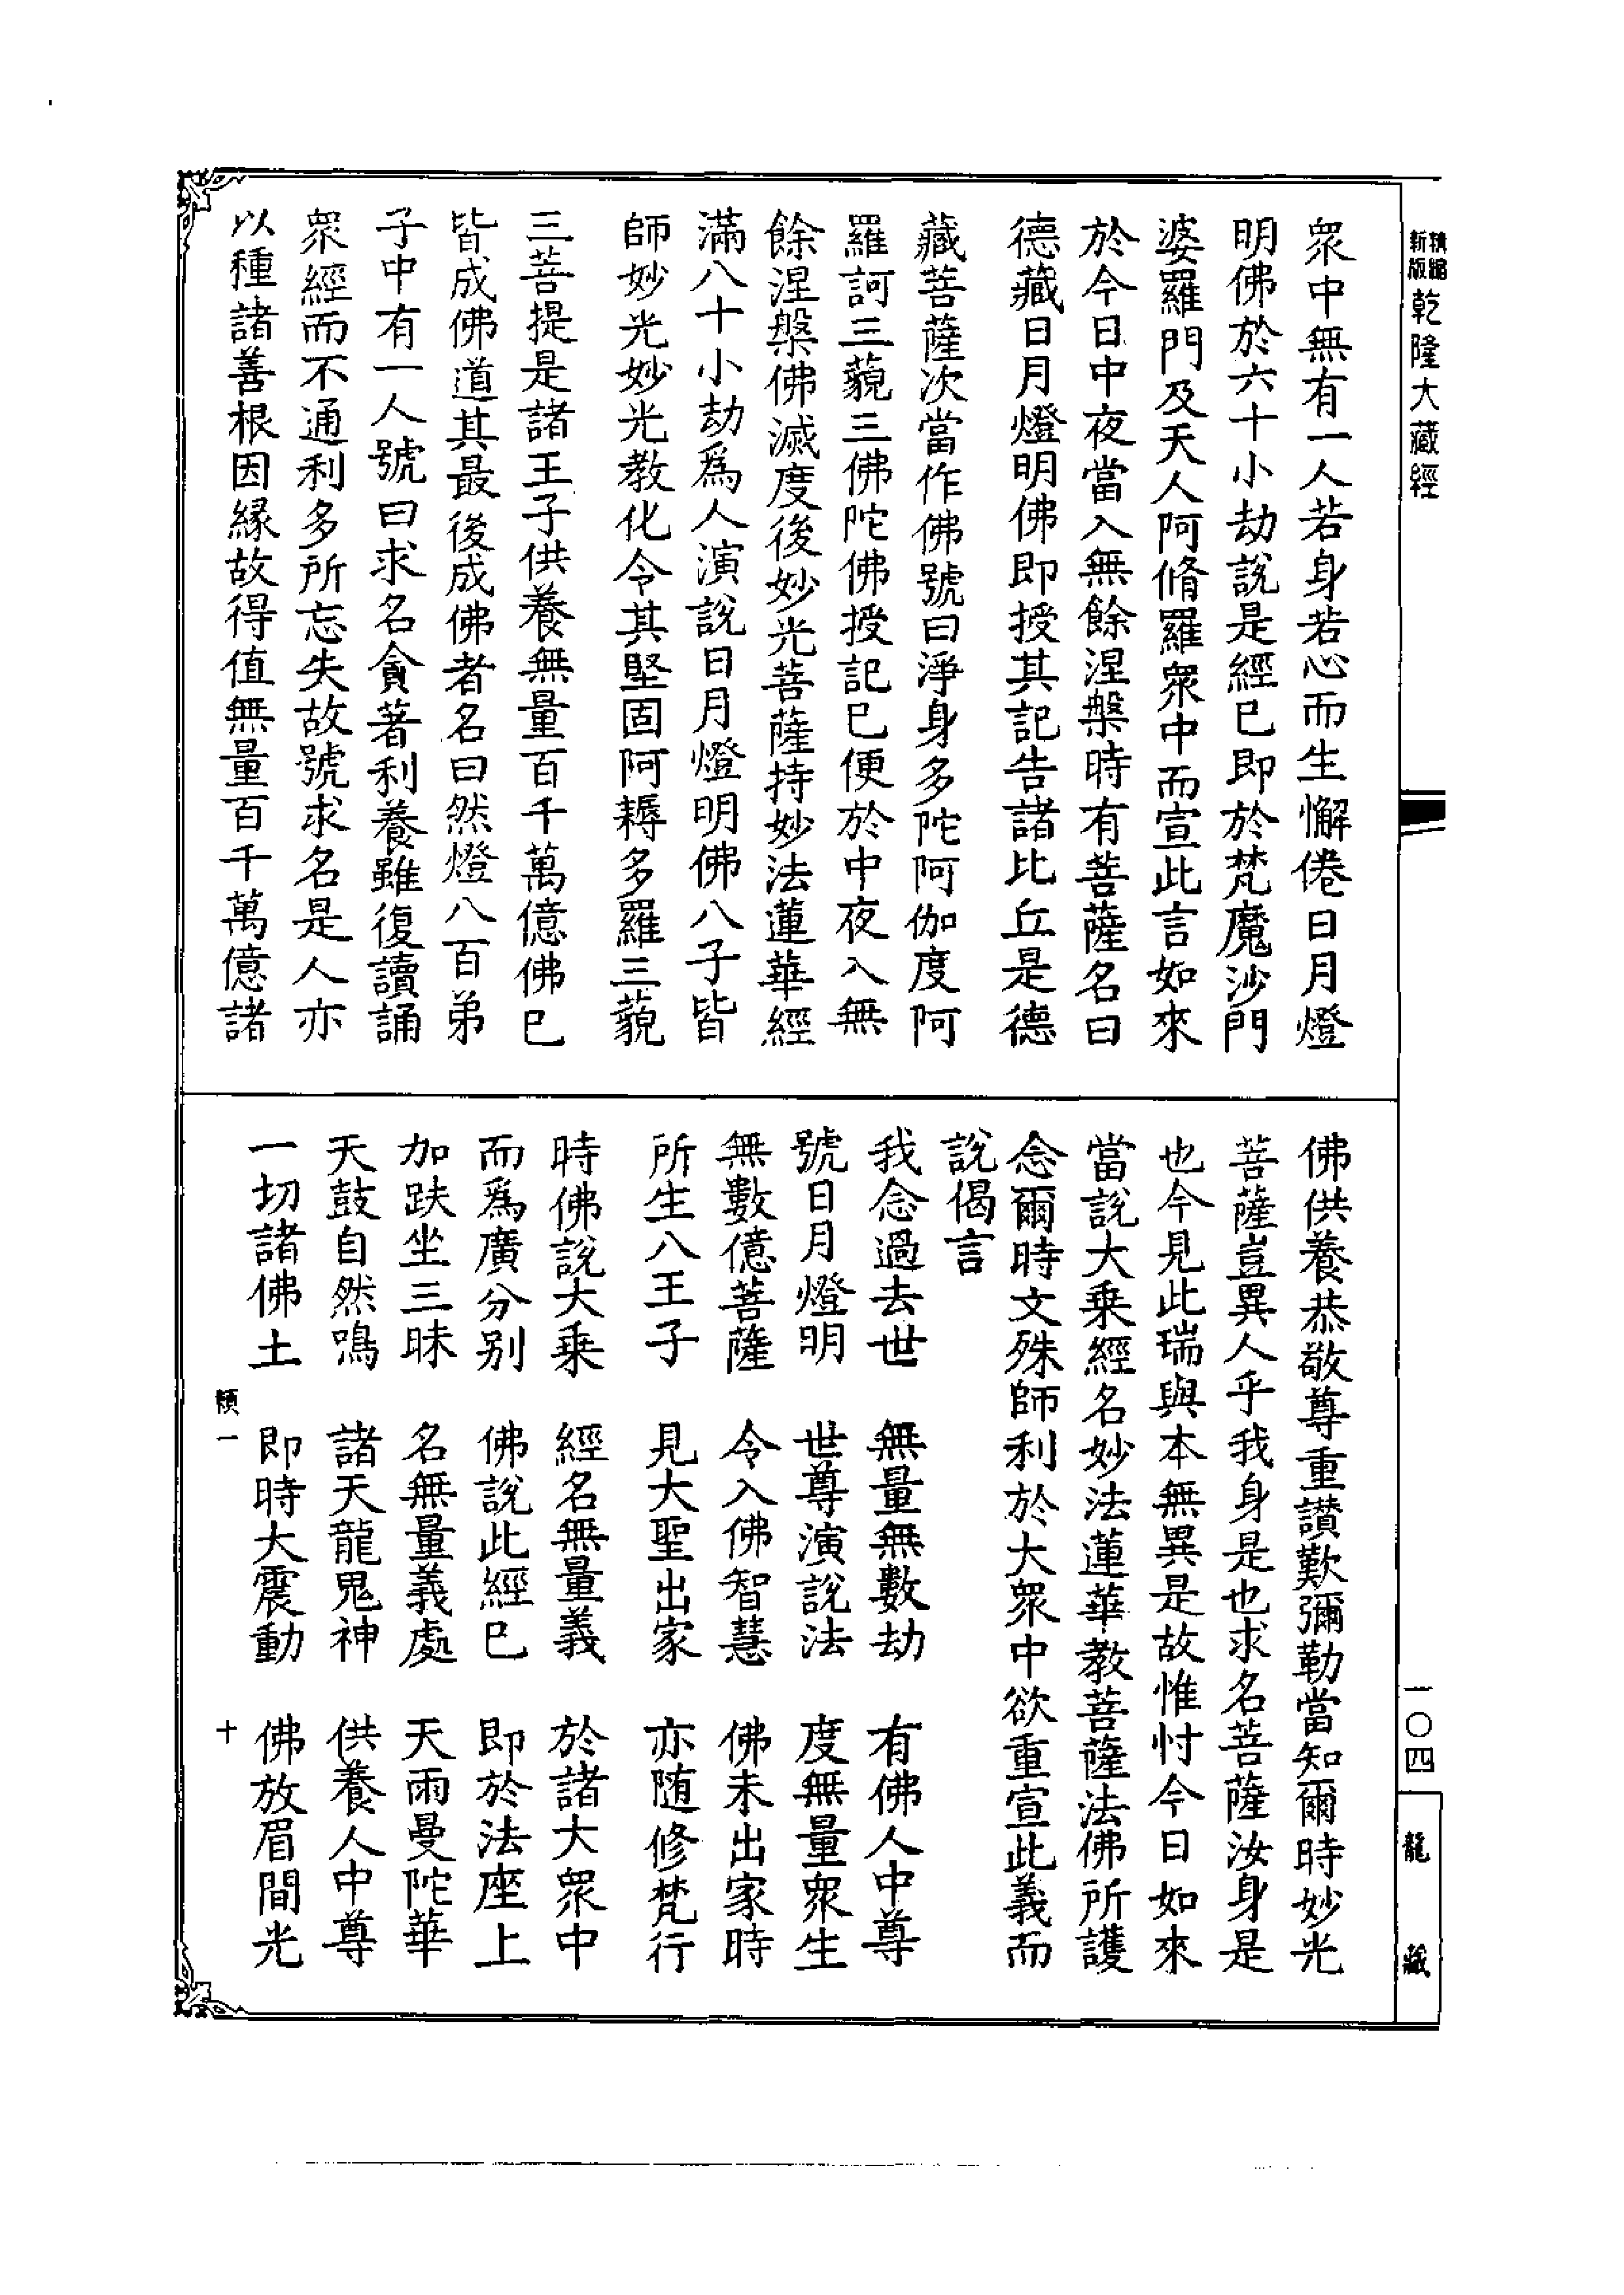 新版精縮乾隆大藏經
眾中無有一人若身若心而生懈倦日月燈
明佛於六十小劫說是經已即於梵魔沙門
婆羅門及天人阿脩羅眾中而宣此言如來
於今日中夜當入無餘涅槃時有菩薩名曰
德藏日月燈明佛即授其記告諸比丘是德
藏菩薩次當作佛號曰淨身多陀阿伽度阿
羅訶三藐三佛陀佛授記已便於中夜入無
餘涅槃佛滅度後妙光菩薩持妙法蓮華經
滿八十小劫為人演說日月燈明佛八子皆
師妙光妙光教化令其堅固阿耨多羅三藐
三菩提是諸王子供養無量百千萬億佛已
皆成佛道其最後成佛者名曰然燈八百弟
子中有一人號曰求名貪著利養雖復讀誦
眾經而不通利多所忘失故號求名是人亦
以種諸善根因緣故得值無量百千萬億諸
佛供養恭敬尊重讚歎彌勒當知爾時妙光
菩薩豈異人乎我身是也求名菩薩汝身是
也今見此瑞與本無異是故惟忖今日如來
當說大乘經名妙法蓮華教菩薩法佛所護
念爾時文殊師利於大眾中欲重宣此義而
說偈言
我念過去世 無量無數劫 有佛人中尊
號日月燈明 世尊演說法 度無量眾生
無數億菩薩 令入佛智慧 佛未出家時
所生八王子 見大聖出家 亦隨修梵行
時佛說大乘 經名無量義 於諸大眾中
而為廣分別 佛說此經已 即於法座上
加趺坐三昧 名無量義處 天雨曼陀華
天鼓自然鳴 諸天龍鬼神 供養人中尊
一切諸佛土 即時大震動 佛放眉間光
一 十
一〇四
龍藏